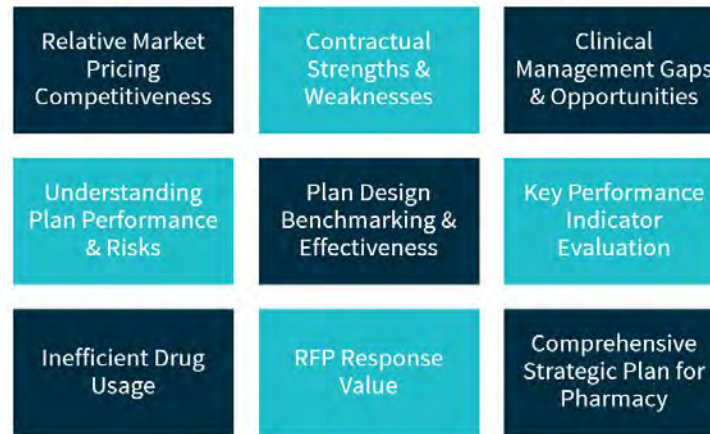 Relative Market
Pricing
Competitiveness
Contractual
Strengths &
Weaknesses
Clinical
Management Gaps
& Opportunities
Understanding
Plan Performance
& Risks
Plan Design
Benchmarking &
Effectiveness
Key Performance
Indicator
Evaluation
Inefficient Drug
Usage
RFP Response
Value
Comprehensive
Strategic Plan for
Pharmacy